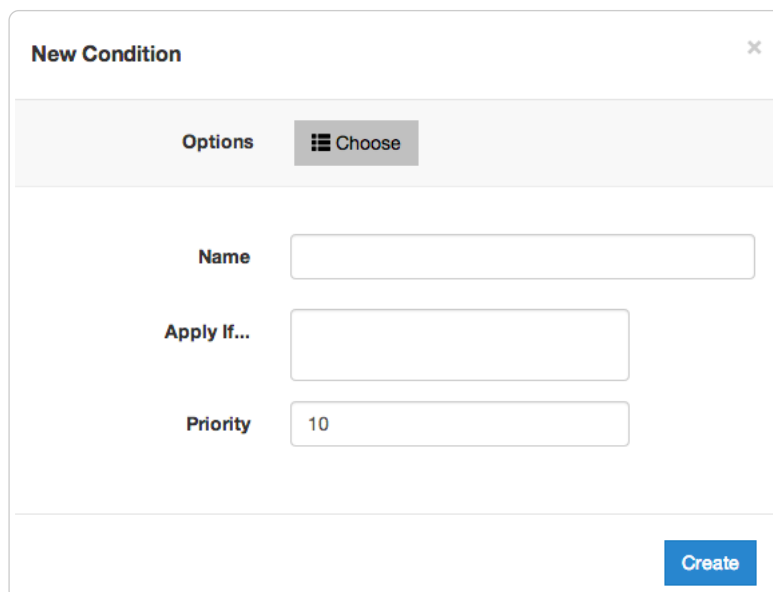 New Condition ×
Options Choose
Name
Apply If...
Priority 10
Create